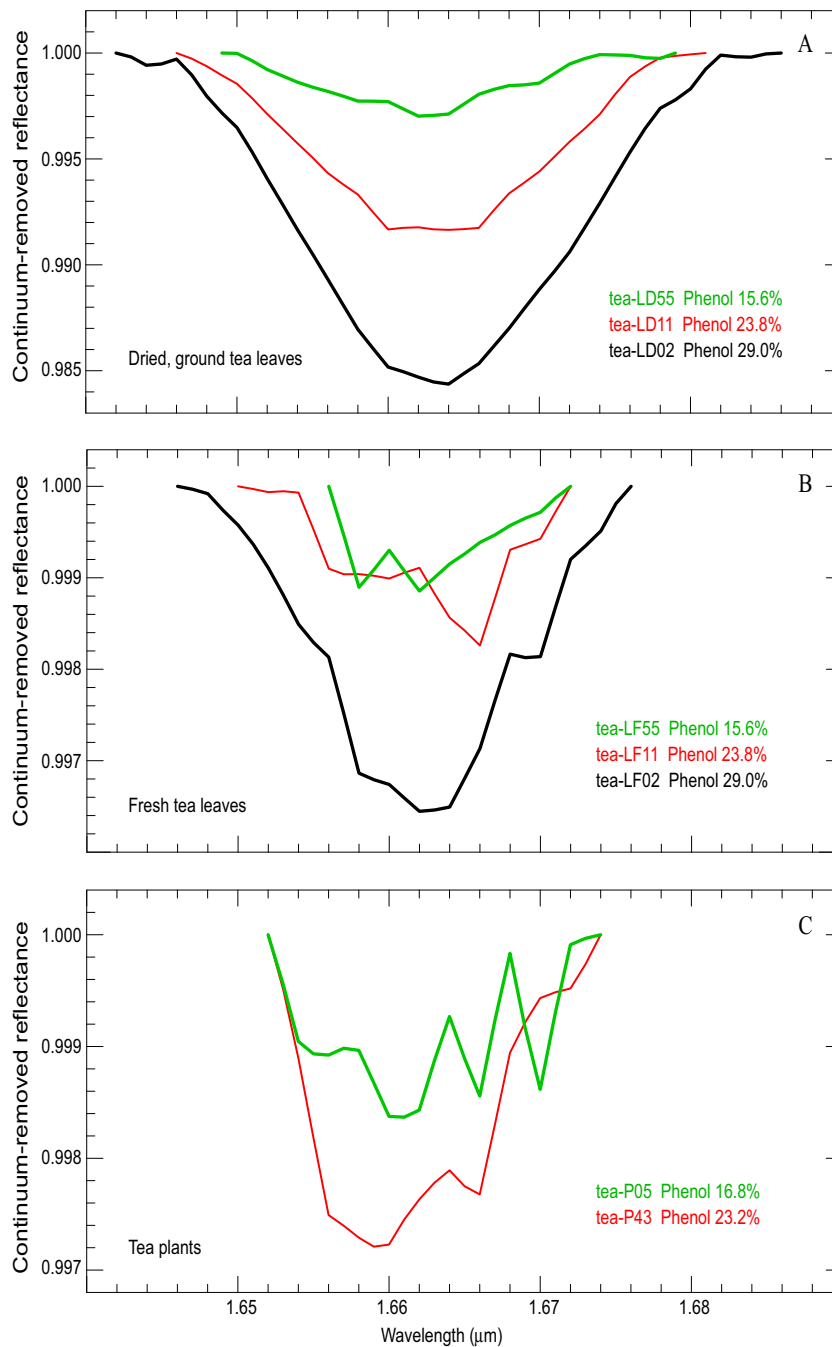 A
Continuum-removed reflectance
1.000
0.995
0.990
0.985
tea-LD55 Phenol 15.6%
tea-LD11 Phenol 23.8%
tea-LD02 Phenol 29.0%
Dried, ground tea leaves
B
Continuum-removed reflectance
1.000
0.999
0.998
0.997
tea-LF55 Phenol 15.6%
tea-LF11 Phenol 23.8%
tea-LF02 Phenol 29.0%
Fresh tea leaves
C
Continuum-removed reflectance
1.000
0.999
0.998
0.997
tea-P05 Phenol 16.8%
tea-P43 Phenol 23.2%
Tea plants
1.65 1.66 1.67 1.68
Wavelength (µm)